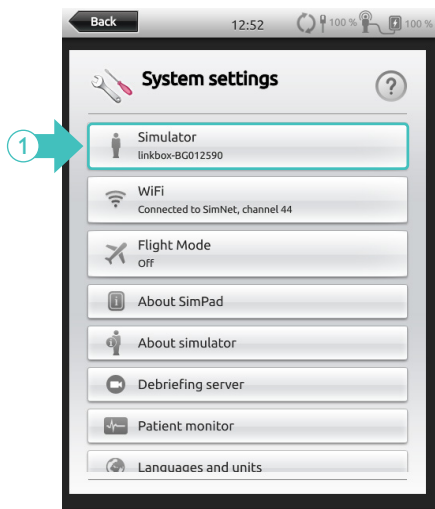 Back 12:52 100 % 100 %
System settings ?
1
Simulator
linkbox-BG012590
WiFi
Connected to SimNet, channel 44
Flight Mode
Off
About SimPad
About simulator
Debriefing server
Patient monitor
Languages and units